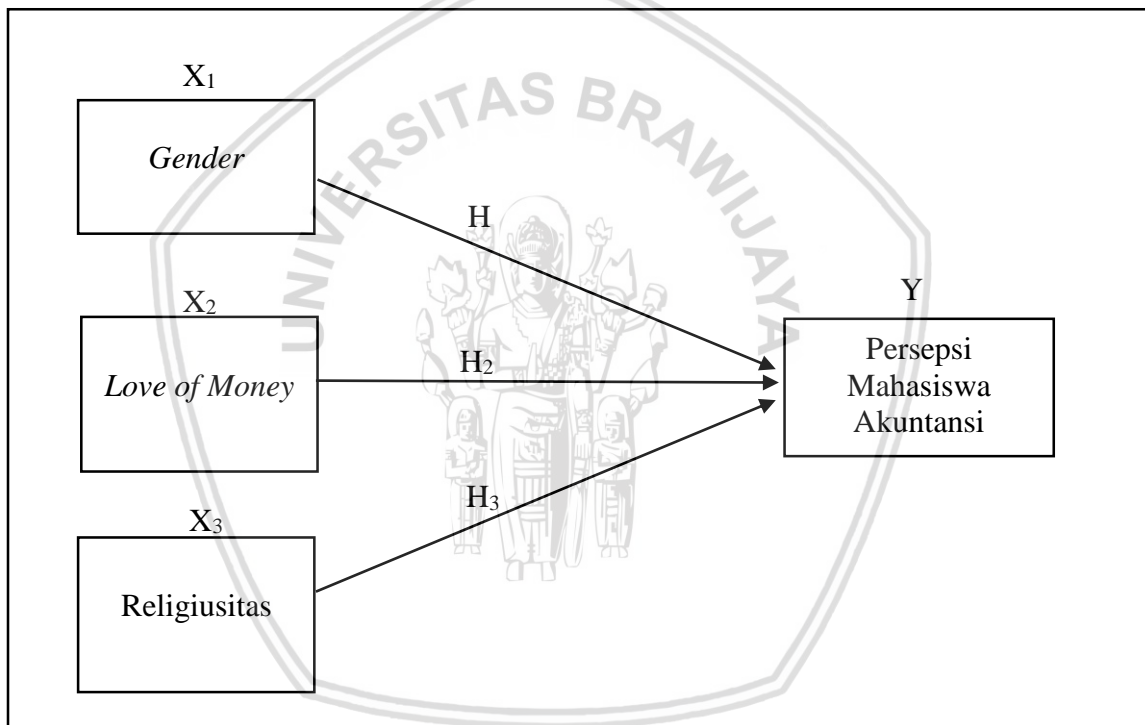 UNIVERSITAS BRAWIJAYA
X₁
Gender
H
X₂
Love of Money
H₂
Y
Persepsi
Mahasiswa
Akuntansi
X₃
Religiusitas
H₃